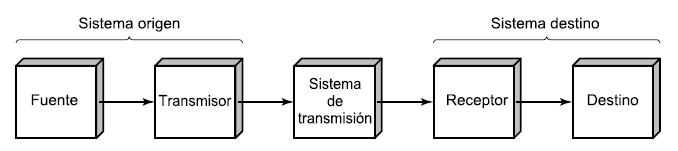 Sistema origen
Sistema destino
Fuente
Transmisor
Sistema
de
transmisión
Receptor
Destino